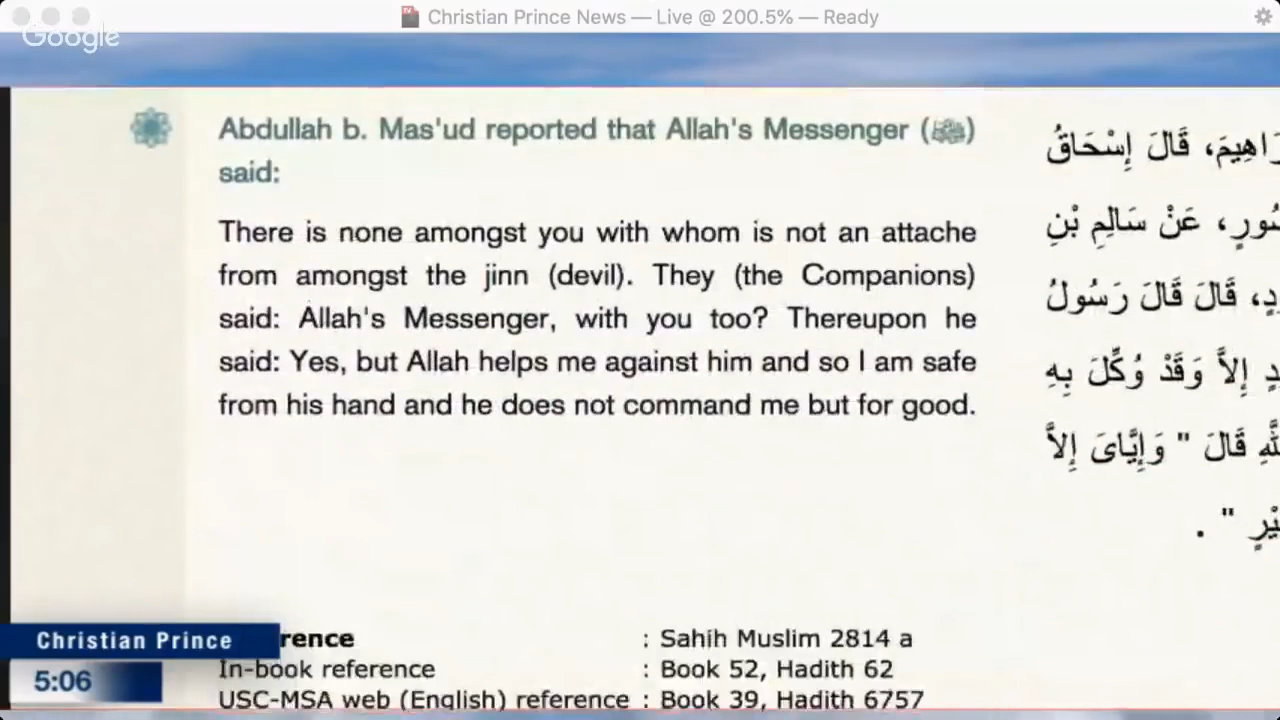 Christian Prince News — Live @ 200.5% — Ready
Google
Abdullah b. Mas'ud reported that Allah's Messenger (ﷺ)
said:
There is none amongst you with whom is not an attache
from amongst the jinn (devil). They (the Companions)
said: Allah's Messenger, with you too? Thereupon he
said: Yes, but Allah helps me against him and so I am safe
from his hand and he does not command me but for good.
قَالَ إِسْحَاقُ
عَنْ سَالِمِ بْنِ
قَالَ قَالَ رَسُولُ
إِلاَّ وَقَدْ وُكِّلَ بِهِ
قَالَ " وَإِيَّاىَ إِلاَّ
" .
rence : Sahih Muslim 2814 a
In-book reference : Book 52, Hadith 62
USC-MSA web (English) reference : Book 39, Hadith 6757
Christian Prince
5:06